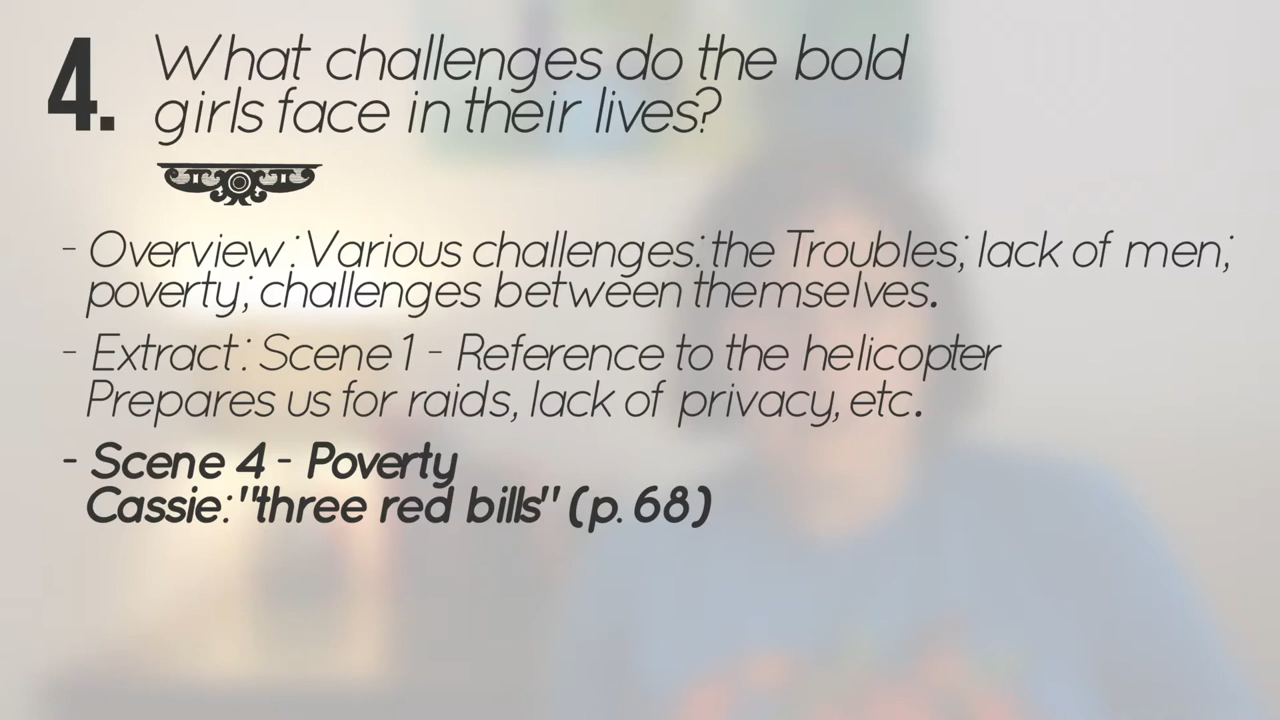 4. What challenges do the bold
girls face in their lives?
- Overview: Various challenges: the Troubles; lack of men;
poverty; challenges between themselves.
- Extract: Scene 1 - Reference to the helicopter
Prepares us for raids, lack of privacy, etc.
- Scene 4 - Poverty
Cassie: "three red bills" (p. 68)